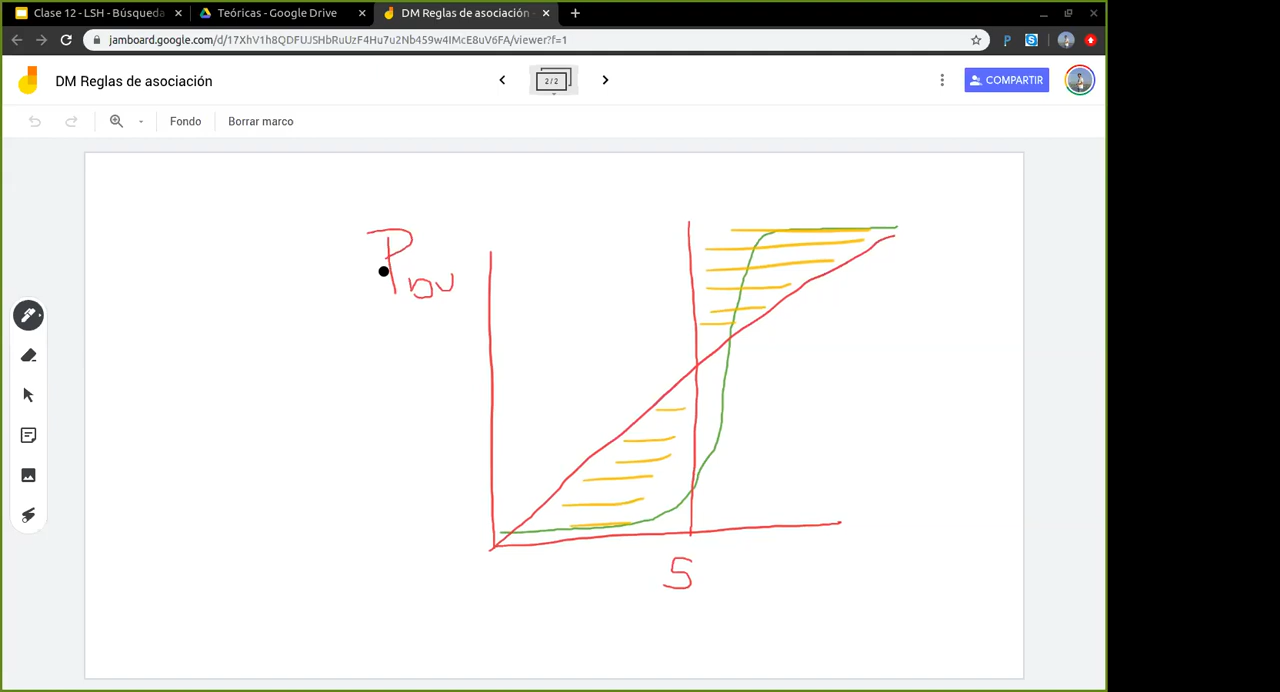 Clase 12 - LSH - Búsqueda
Teóricas - Google Drive
DM Reglas de asociación
jamboard.google.com/d/17XhV1h8QDFUJSHbRuUzF4Hu7u2Nb459w4IMcE8uV6FA/viewer?f=1
DM Reglas de asociación
2/2
COMPARTIR
Fondo
Borrar marco
S